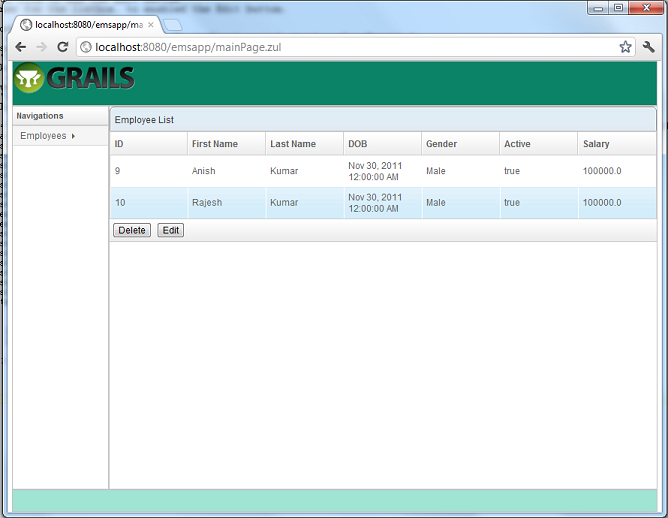 localhost:8080/emsapp/ma
localhost:8080/emsapp/mainPage.zul
GRAILS
Navigations
Employees
Employee List
ID First Name Last Name DOB Gender Active Salary
9 Anish Kumar Nov 30, 2011 12:00:00 AM Male true 100000.0
10 Rajesh Kumar Nov 30, 2011 12:00:00 AM Male true 100000.0
Delete Edit